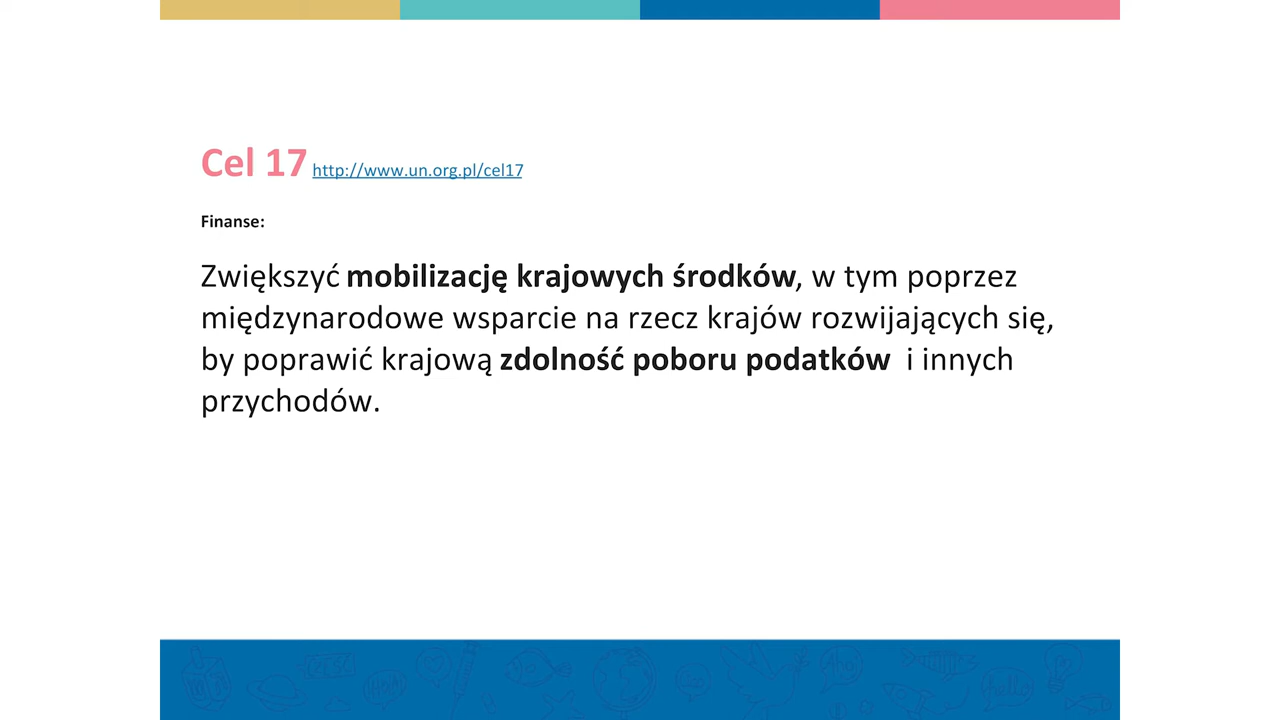 Cel 17 http://www.un.org.pl/cel17
Finanse:
Zwiększyć mobilizację krajowych środków, w tym poprzez
międzynarodowe wsparcie na rzecz krajów rozwijających się,
by poprawić krajową zdolność poboru podatków i innych
przychodów.
hello!